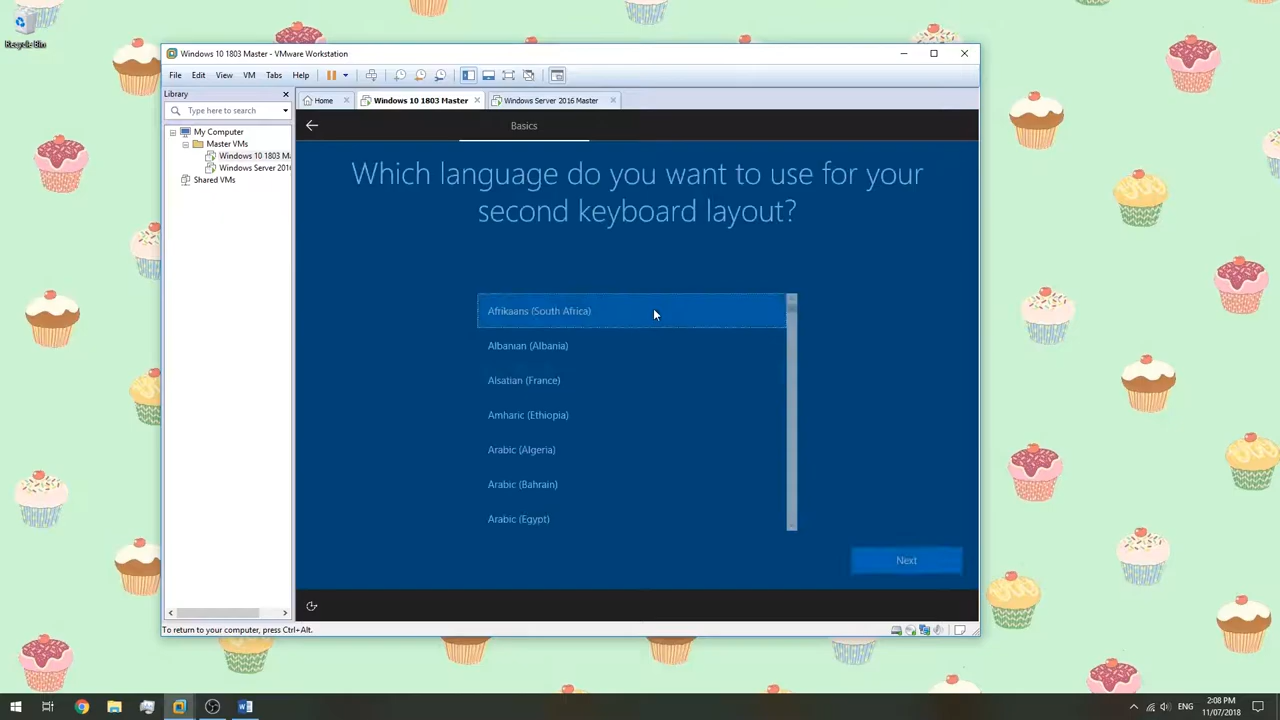 Recycle Bin
Windows 10 1803 Master - VMware Workstation
File Edit View VM Tabs Help
Library
Type here to search
My Computer
Master VMs
Windows 10 1803 Ma
Windows Server 2016
Shared VMs
Home
Windows 10 1803 Master
Windows Server 2016 Master
Basics
Which language do you want to use for your
second keyboard layout?
Afrikaans (South Africa)
Albanian (Albania)
Alsatian (France)
Amharic (Ethiopia)
Arabic (Algeria)
Arabic (Bahrain)
Arabic (Egypt)
Next
To return to your computer, press Ctrl+Alt.
ENG
2:08 PM
11/07/2018